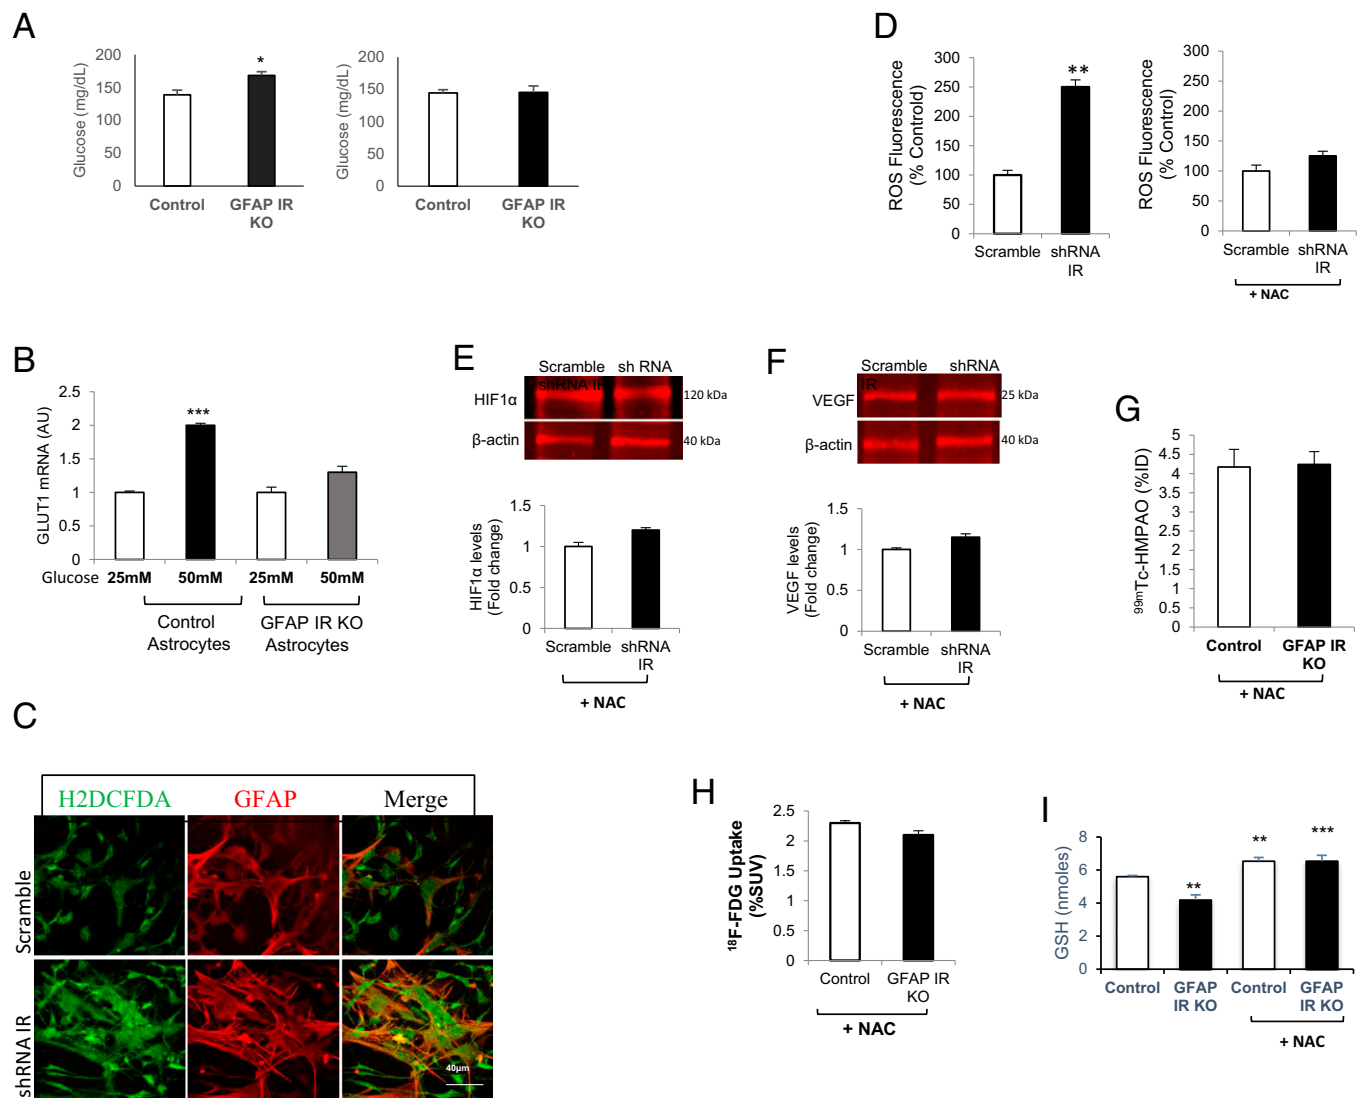 A
Glucose (mg/dL)
200
150
100
50
0
*
Control
GFAP IR
KO
Glucose (mg/dL)
200
150
100
50
0
Control
GFAP IR
KO
D
ROS Fluorescence
(% Controld)
300
250
200
150
100
50
0
**
Scramble
shRNA
IR
ROS Fluorescence
(% Control)
300
250
200
150
100
50
0
Scramble
shRNA
IR
+ NAC
B
GLUT1 mRNA (AU)
2.5
2
1.5
1
0.5
0
***
Glucose 25mM 50mM 25mM 50mM
Control
Astrocytes
GFAP IR KO
Astrocytes
E
Scramble sh RNA
shRNA IR
HIF1α
120 kDa
β-actin
40 kDa
HIF1α levels
(Fold change)
1.5
1
0.5
0
Scramble
shRNA
IR
+ NAC
F
Scramble shRNA
IR
VEGF
25 kDa
β-actin
40 kDa
VEGF levels
(Fold change)
1.5
1
0.5
0
Scramble
shRNA
IR
+ NAC
G
99mTc-HMPAO (%ID)
5
4.5
4
3.5
3
2.5
2
1.5
1
0.5
0
Control
GFAP IR
KO
+ NAC
C
H2DCFDA GFAP Merge
Scramble
shRNA IR
40μm
H
18F-FDG Uptake
(%SUV)
2.5
2
1.5
1
0.5
0
Control
GFAP IR
KO
+ NAC
I
GSH (nmoles)
8
6
4
2
0
**
**
***
Control
GFAP
IR KO
Control
GFAP
IR KO
+ NAC